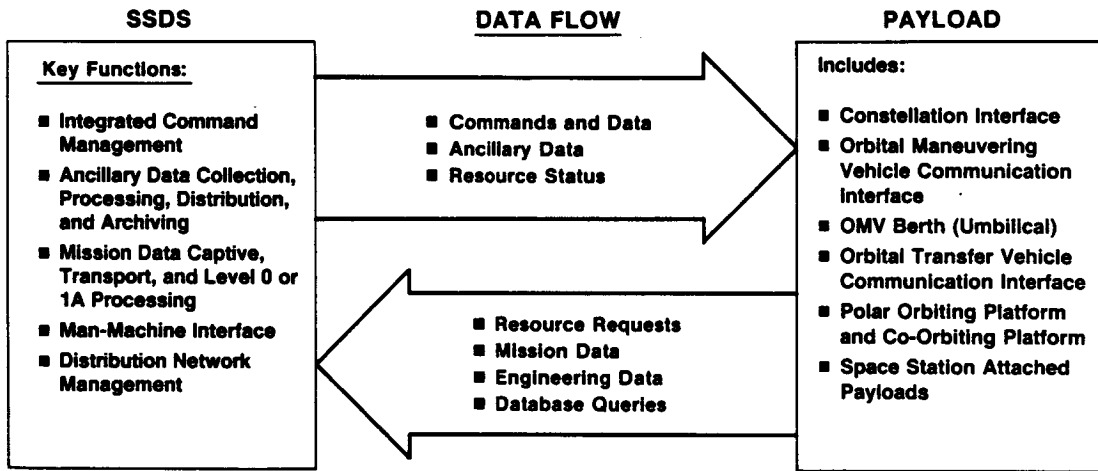 SSDS
Key Functions:
■ Integrated Command
Management
■ Ancillary Data Collection,
Processing, Distribution,
and Archiving
■ Mission Data Captive,
Transport, and Level 0 or
1A Processing
■ Man-Machine Interface
■ Distribution Network
Management
DATA FLOW
■ Commands and Data
■ Ancillary Data
■ Resource Status
■ Resource Requests
■ Mission Data
■ Engineering Data
■ Database Queries
PAYLOAD
Includes:
■ Constellation Interface
■ Orbital Maneuvering
Vehicle Communication
Interface
■ OMV Berth (Umbilical)
■ Orbital Transfer Vehicle
Communication Interface
■ Polar Orbiting Platform
and Co-Orbiting Platform
■ Space Station Attached
Payloads